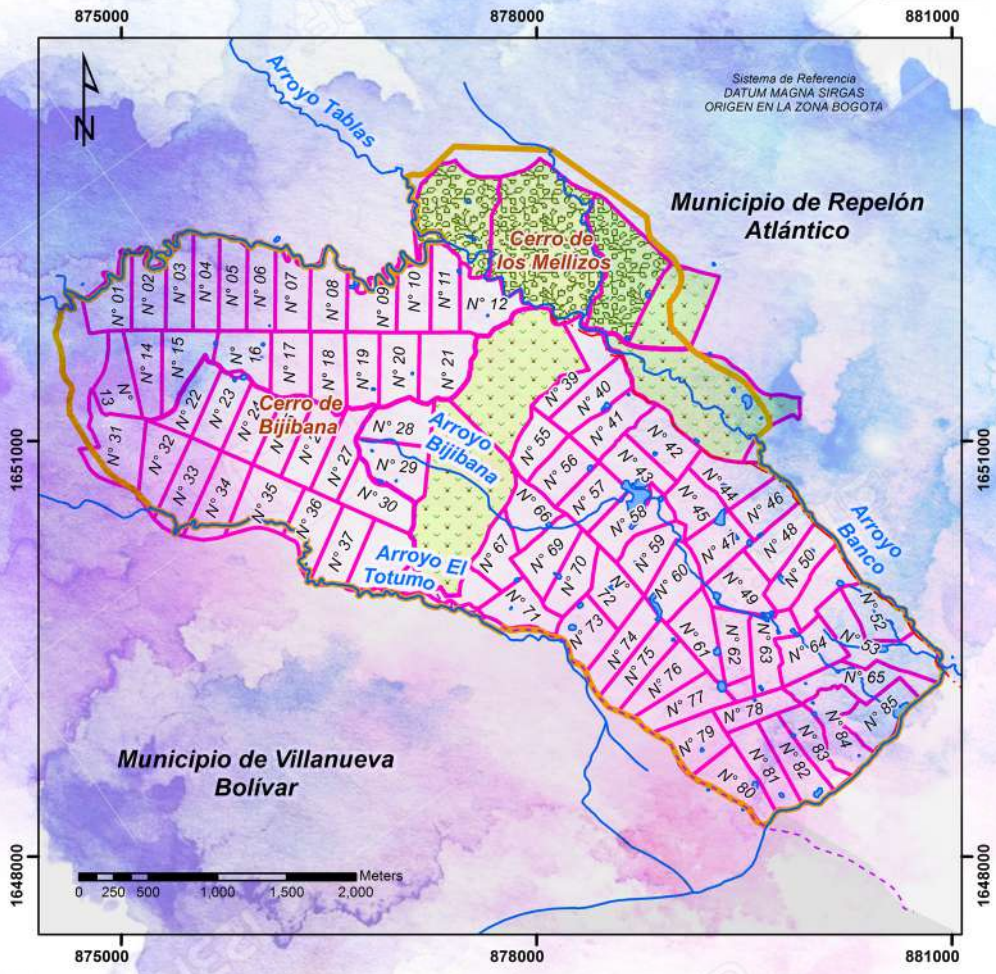 875000
878000
881000
Sistema de Referencia
DATUM MAGNA SIRGAS
ORIGEN EN LA ZONA BOGOTA
Arroyo Tablas
N
Municipio de Repelón
Atlántico
Cerro de
los Mellizos
N° 01
N° 02
N° 03
N° 04
N° 05
N° 06
N° 07
N° 08
N° 09
N° 10
N° 11
N° 12
N° 13
N° 14
N° 15
N° 16
N° 17
N° 18
N° 19
N° 20
N° 21
N° 22
N° 23
Cerro de
Bijibana
N° 27
N° 28
N° 29
N° 30
N° 31
N° 32
N° 33
N° 34
N° 35
N° 36
N° 37
Arroyo
Bijibana
Arroyo El
Totumo
N° 39
N° 40
N° 41
N° 42
N° 43
N° 44
N° 45
N° 46
N° 47
N° 48
N° 49
N° 50
N° 52
N° 53
N° 55
N° 56
N° 57
N° 58
N° 59
N° 60
N° 61
N° 62
N° 63
N° 64
N° 65
N° 66
N° 67
N° 69
N° 70
N° 71
N° 72
N° 73
N° 74
N° 75
N° 76
N° 77
N° 78
N° 79
N° 80
N° 81
N° 82
N° 83
N° 84
N° 85
Arroyo
Banco
1651000
1651000
Municipio de Villanueva
Bolívar
1648000
1648000
Meters
0 250 500 1,000 1,500 2,000
875000
878000
881000